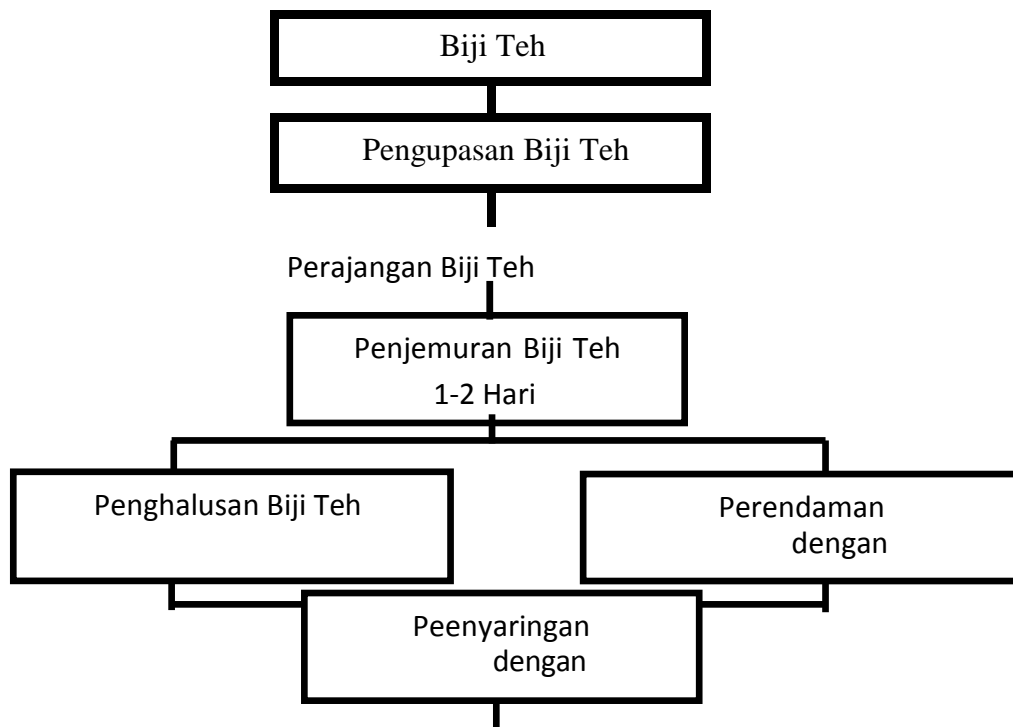 Biji Teh
Pengupasan Biji Teh
Perajangan Biji Teh
Penjemuran Biji Teh
1-2 Hari
Penghalusan Biji Teh
Perendaman
dengan
Peenyaringan
dengan